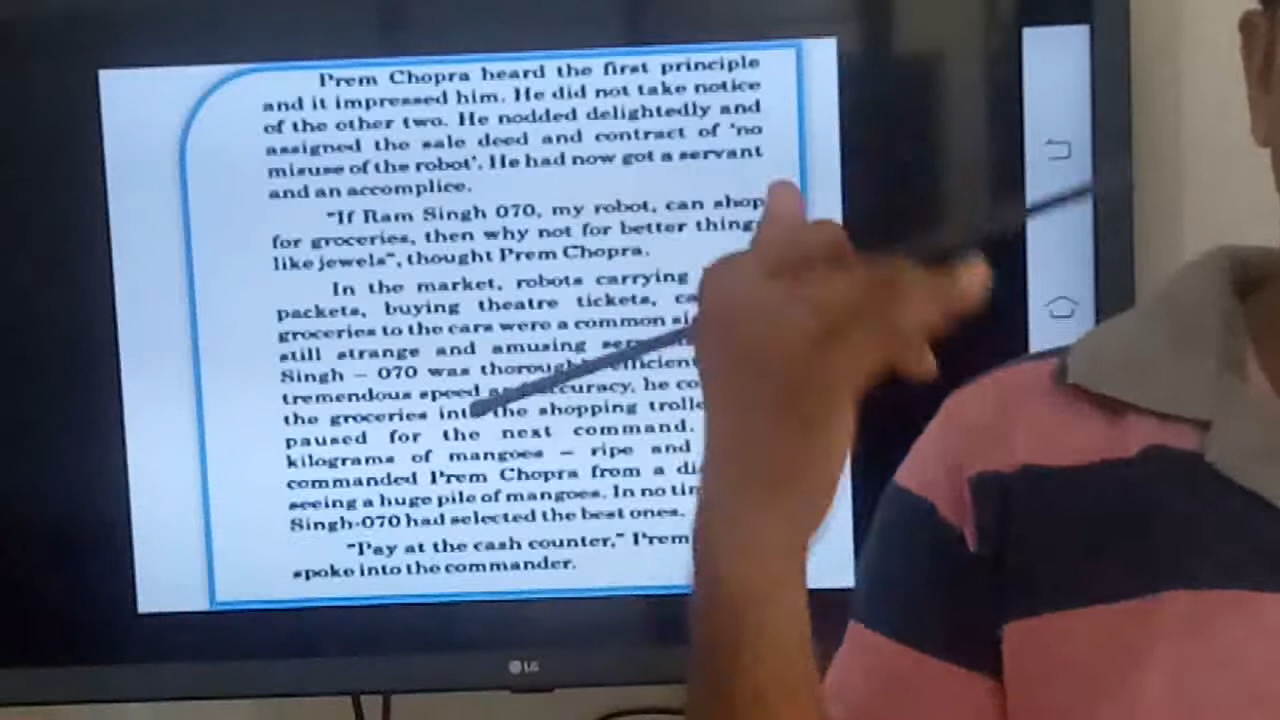 Prem Chopra heard the first principle
and it impressed him. He did not take notice
of the other two. He nodded delightedly and
assigned the sale deed and contract of 'no
misuse of the robot'. He had now got a servant
and an accomplice.
"If Ram Singh 070, my robot, can shop
for groceries, then why not for better things
like jewels", thought Prem Chopra.
In the market, robots carrying
packets, buying theatre tickets,
groceries to the cars were a common
still strange and amusing
Singh – 070 was thoroughly efficient
tremendous speed and accuracy, he
the groceries into the shopping
paused for the next command.
kilograms of mangoes – ripe and
commanded Prem Chopra from a
seeing a huge pile of mangoes. In no
Singh-070 had selected the best ones.
"Pay at the cash counter," Prem
spoke into the commander.
LG